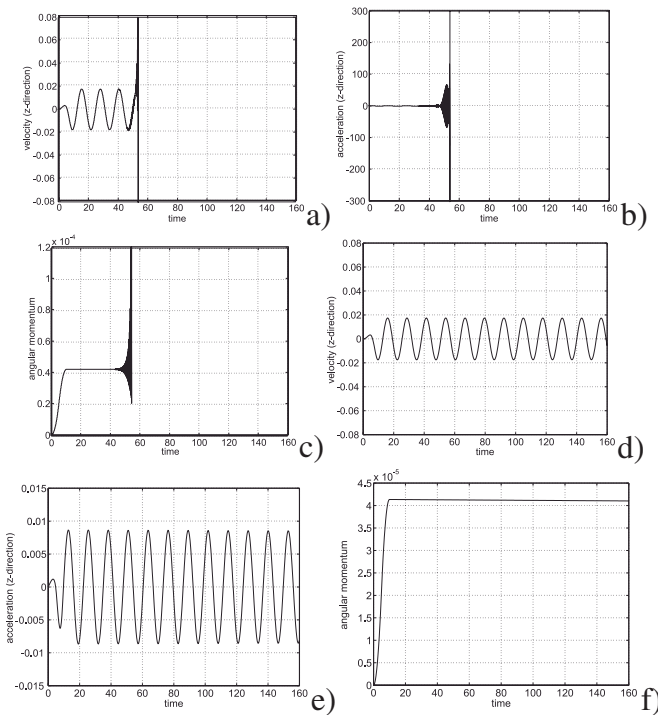 0.08
0.06
0.04
0.02
0
-0.02
-0.04
-0.06
-0.08
velocity (z-direction)
0 20 40 60 80 100 120 140 160
time
a)
300
200
100
0
-100
-200
-300
acceleration (z-direction)
0 20 40 60 80 100 120 140 160
time
b)
x 10⁻⁴
1.2
1
0.8
0.6
0.4
0.2
0
angular momentum
0 20 40 60 80 100 120 140 160
time
c)
0.08
0.06
0.04
0.02
0
-0.02
-0.04
-0.06
-0.08
velocity (z-direction)
0 20 40 60 80 100 120 140 160
time
d)
0.015
0.01
0.005
0
-0.005
-0.01
-0.015
acceleration (z-direction)
0 20 40 60 80 100 120 140 160
time
e)
x 10⁻⁵
4.5
4
3.5
3
2.5
2
1.5
1
0.5
0
angular momentum
0 20 40 60 80 100 120 140 160
time
f)